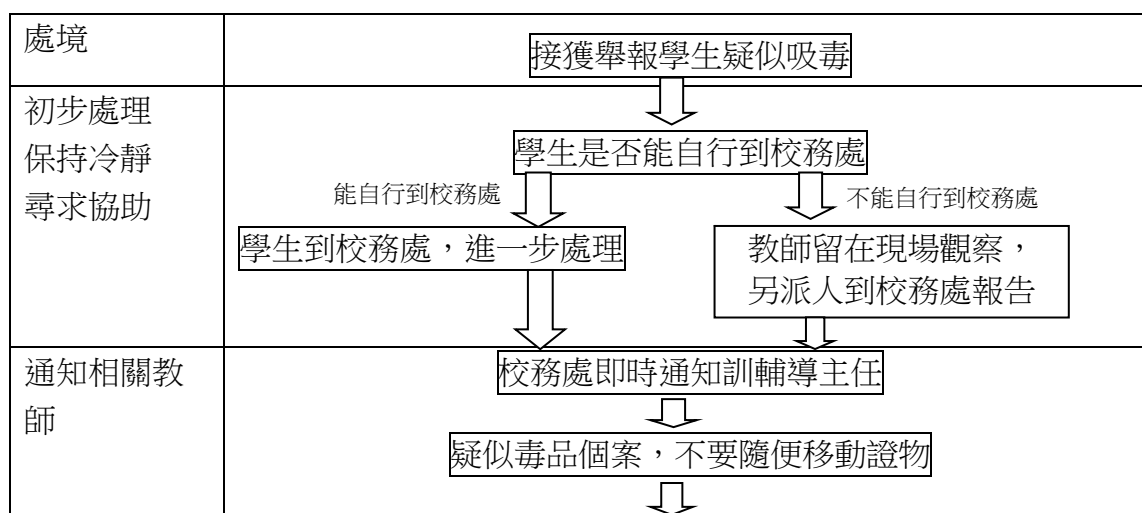 處境
接獲舉報學生疑似吸毒
初步處理
保持冷靜
尋求協助
學生是否能自行到校務處
能自行到校務處
不能自行到校務處
學生到校務處，進一步處理
教師留在現場觀察，
另派人到校務處報告
通知相關教
師
校務處即時通知訓輔導主任
疑似毒品個案，不要隨便移動證物